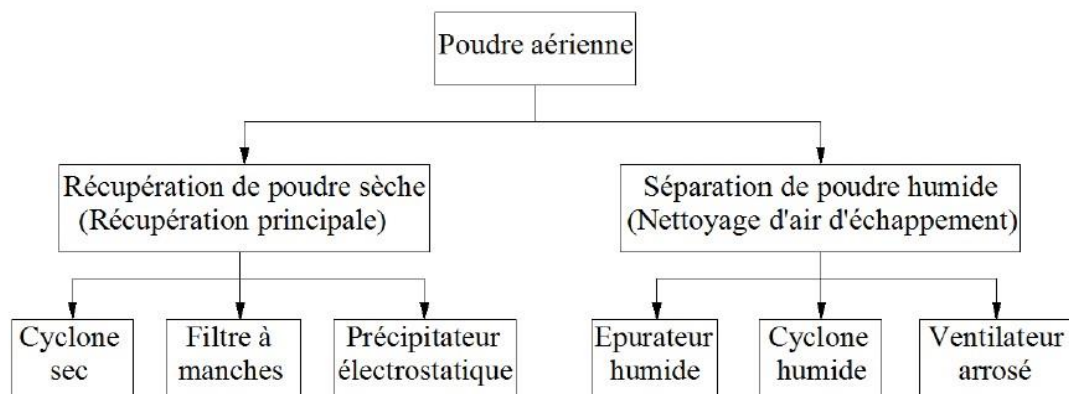 Poudre aérienne
Récupération de poudre sèche
(Récupération principale)
Séparation de poudre humide
(Nettoyage d'air d'échappement)
Cyclone
sec
Filtre à
manches
Précipitateur
électrostatique
Epurateur
humide
Cyclone
humide
Ventilateur
arrosé